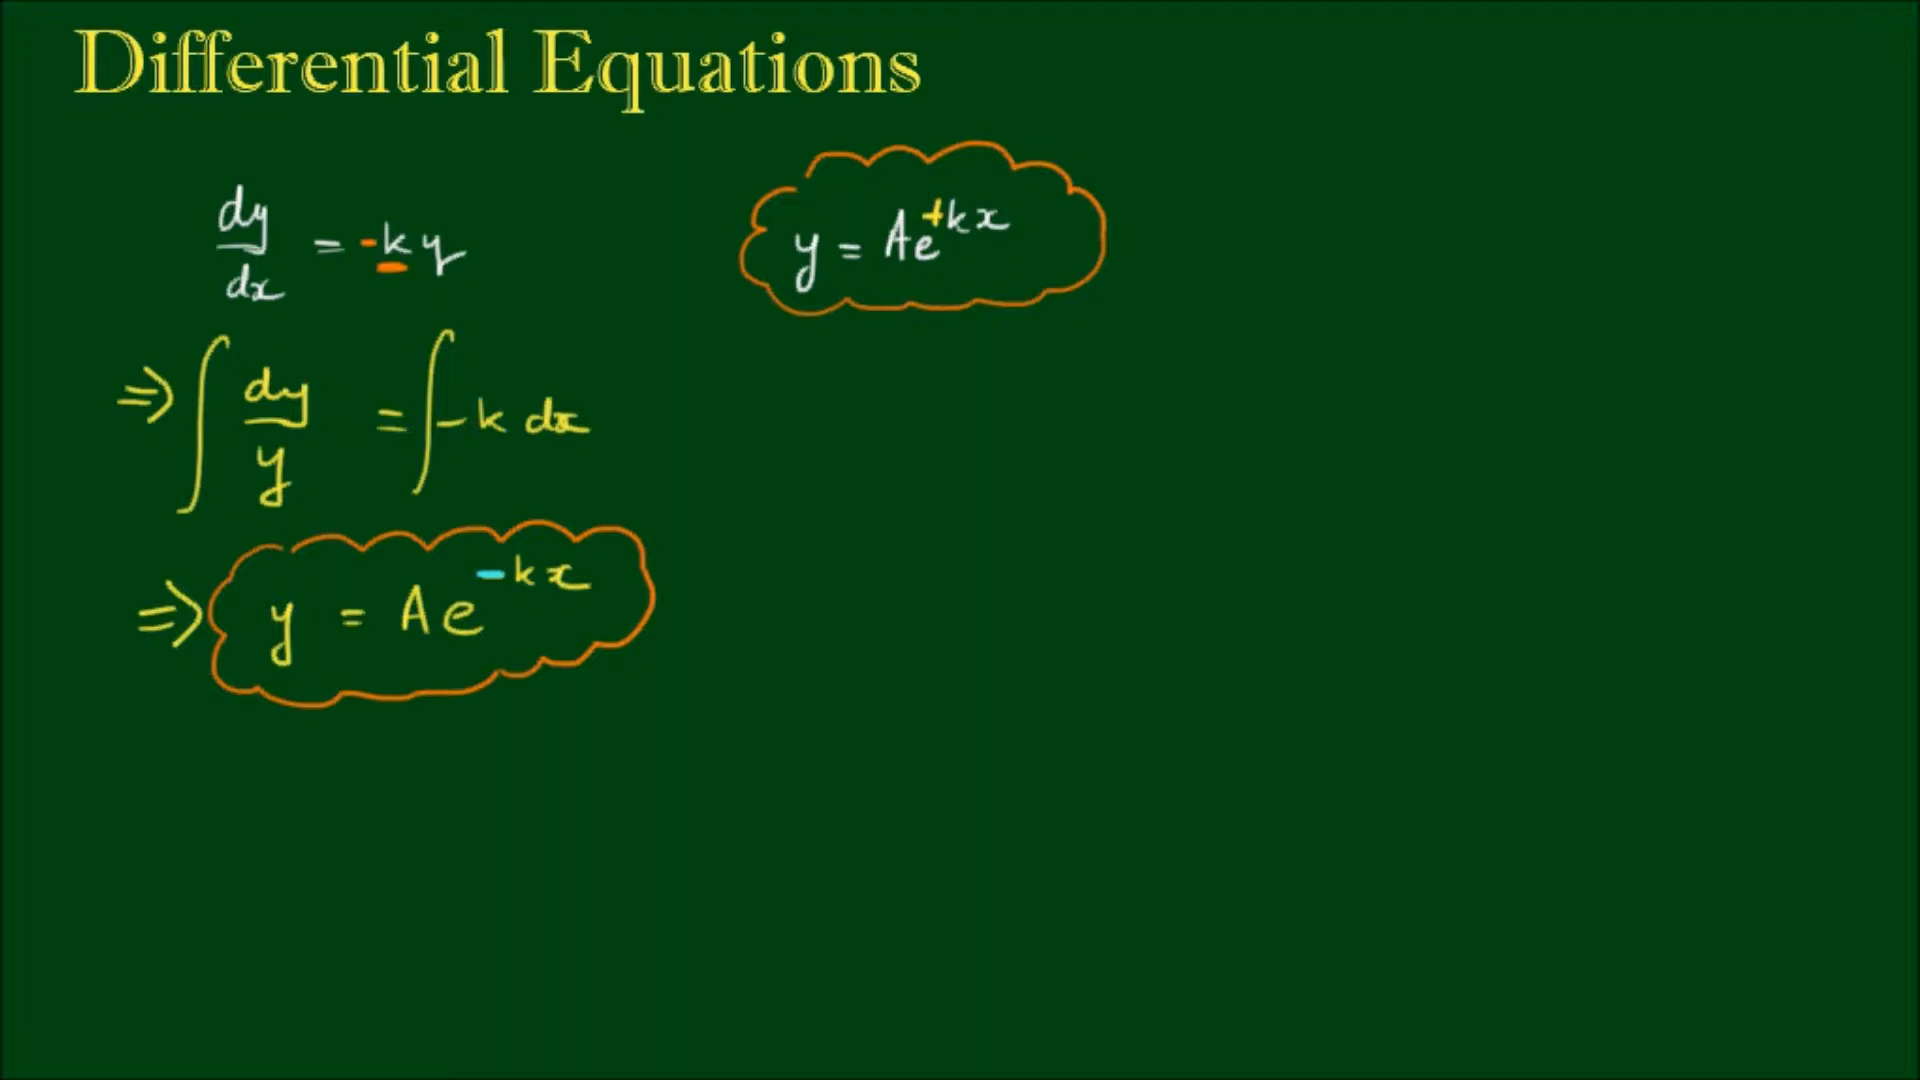 Differential Equations
dy/dx = -ky
y = Ae^{+kx}
⇒ ∫ dy/y = ∫ -k dx
⇒ y = Ae^{-kx}